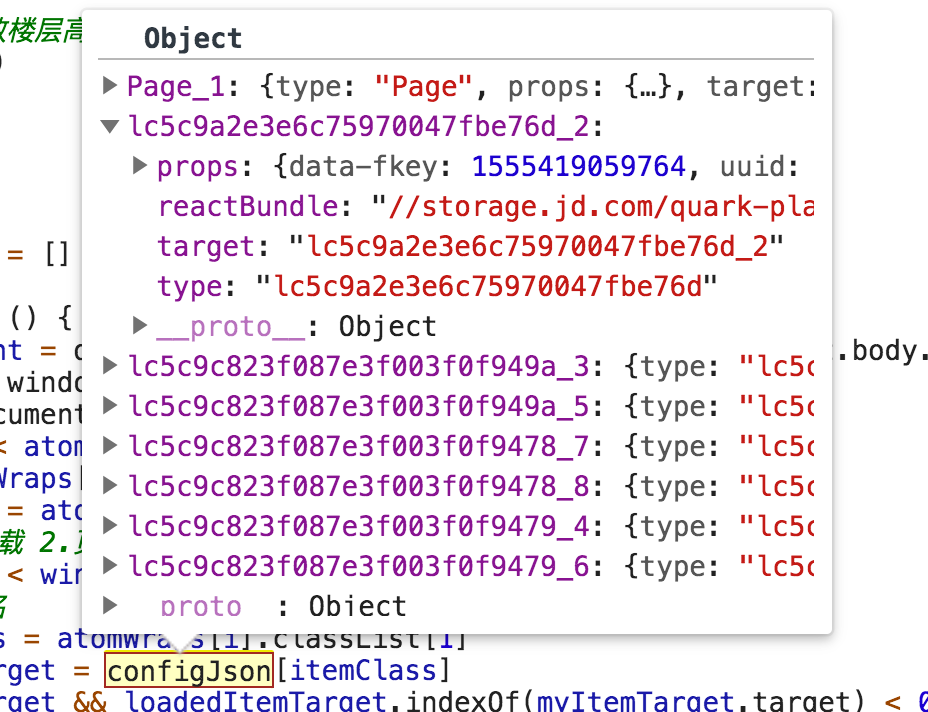 放楼层高
)
Object
Page_1: {type: "Page", props: {…}, target:
lc5c9a2e3e6c75970047fbe76d_2:
props: {data-fkey: 1555419059764, uuid:
reactBundle: "//storage.jd.com/quark-pla
target: "lc5c9a2e3e6c75970047fbe76d_2"
= []
type: "lc5c9a2e3e6c75970047fbe76d"
() {
__proto__: Object
nt = .body.
lc5c9c823f087e3f003f0f949a_3: {type: "lc5c
windo
cument
lc5c9c823f087e3f003f0f949a_5: {type: "lc5c
< atom
lc5c9c823f087e3f003f0f9478_7: {type: "lc5c
Wraps[
lc5c9c823f087e3f003f0f9478_8: {type: "lc5c
= ato
lc5c9c823f087e3f003f0f9479_4: {type: "lc5c
载 2.页
< win
lc5c9c823f087e3f003f0f9479_6: {type: "lc5c
名
__proto__: Object
s = atomWraps[i].classList[1]
rget = configJson[itemClass]
rget && loadedItemTarget.indexOf(myItemTarget.target) < 0